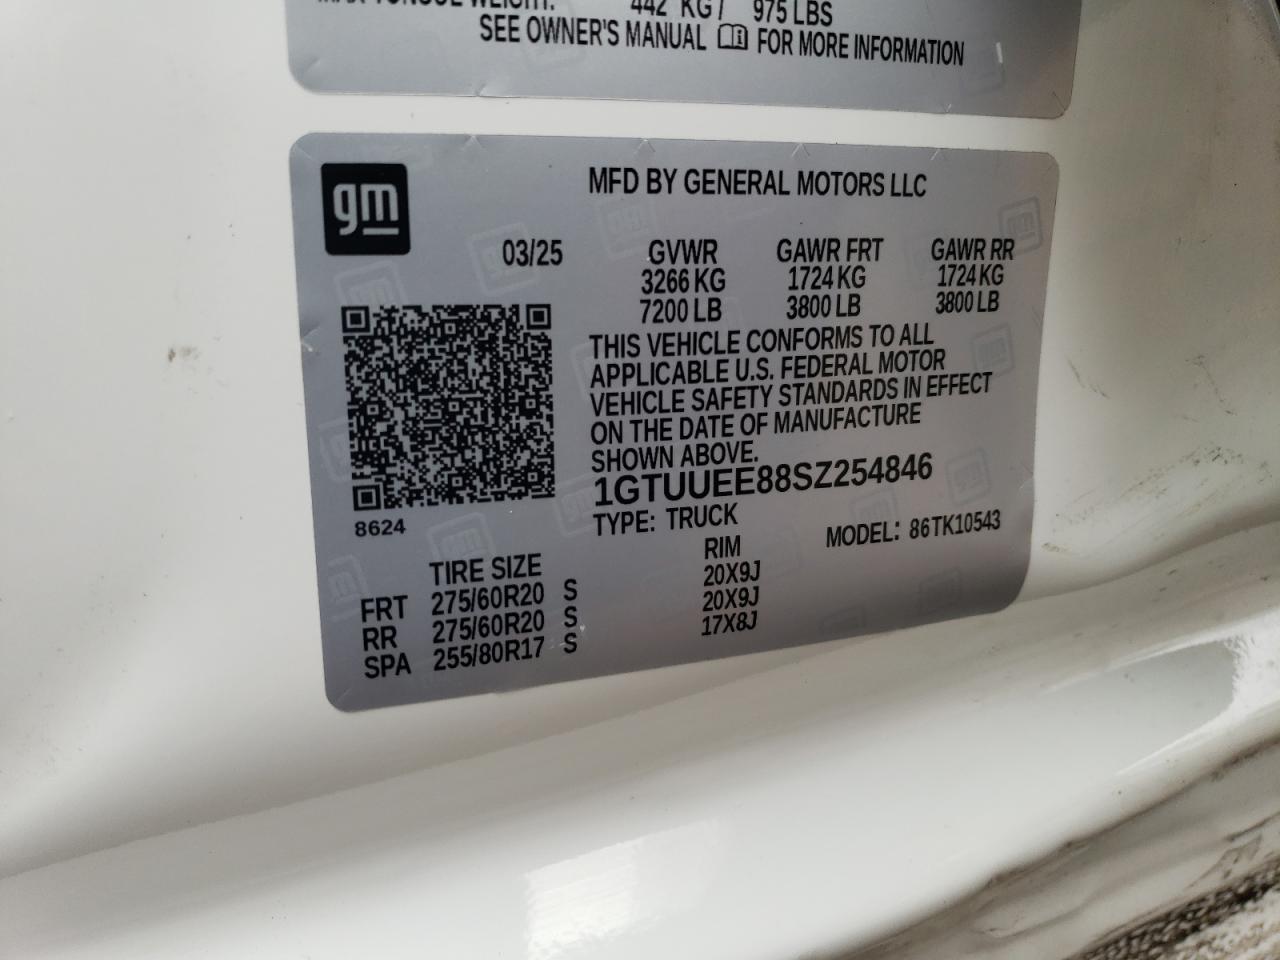 MAX TONGUE WEIGHT: 442 KG / 975 LBS
SEE OWNER'S MANUAL FOR MORE INFORMATION
gm
MFD BY GENERAL MOTORS LLC
03/25 GVWR GAWR FRT GAWR RR
3266 KG 1724 KG 1724 KG
7200 LB 3800 LB 3800 LB
THIS VEHICLE CONFORMS TO ALL
APPLICABLE U.S. FEDERAL MOTOR
VEHICLE SAFETY STANDARDS IN EFFECT
ON THE DATE OF MANUFACTURE
SHOWN ABOVE.
1GTUUEE88SZ254846
8624
TYPE: TRUCK MODEL: 86TK10543
TIRE SIZE RIM
FRT 275/60R20 S 20X9J
RR 275/60R20 S 20X9J
SPA 255/80R17 S 17X8J